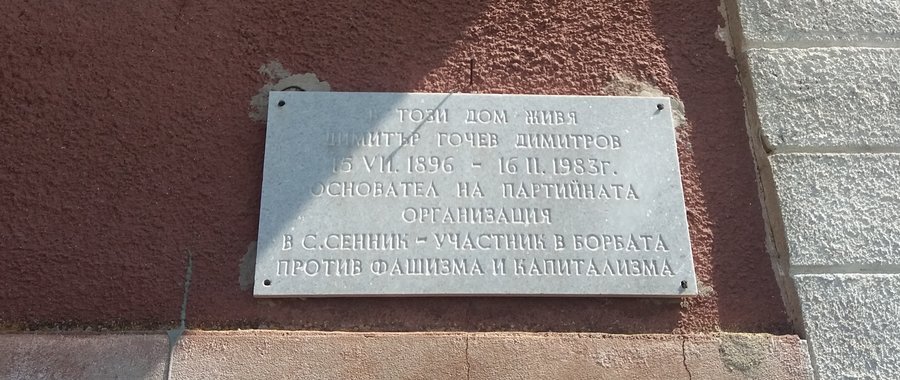 В ТОЗИ ДОМ ЖИВЯ
ДИМИТЪР ГОЧЕВ ДИМИТРОВ
15 VII. 1896 - 16 II. 1983г.
ОСНОВАТЕЛ НА ПАРТИЙНАТА
ОРГАНИЗАЦИЯ
В С.СЕННИК - УЧАСТНИК В БОРБАТА
ПРОТИВ ФАШИЗМА И КАПИТАЛИЗМА